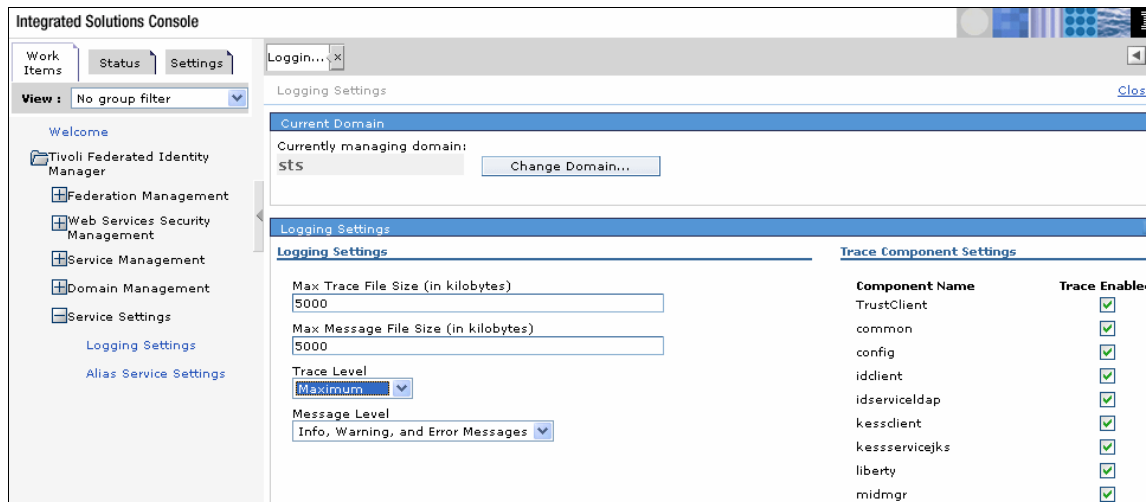 Integrated Solutions Console
Work Items
Status
Settings
View :
No group filter
Welcome
Tivoli Federated Identity
Manager
Federation Management
Web Services Security
Management
Service Management
Domain Management
Service Settings
Logging Settings
Alias Service Settings
Loggin...
Logging Settings
Clos
Current Domain
Currently managing domain:
sts
Change Domain...
Logging Settings
Logging Settings
Max Trace File Size (in kilobytes)
5000
Max Message File Size (in kilobytes)
5000
Trace Level
Maximum
Message Level
Info, Warning, and Error Messages
Trace Component Settings
Component Name
Trace Enable
TrustClient
common
config
idclient
idserviceldap
kessclient
kessservicejks
liberty
midmgr